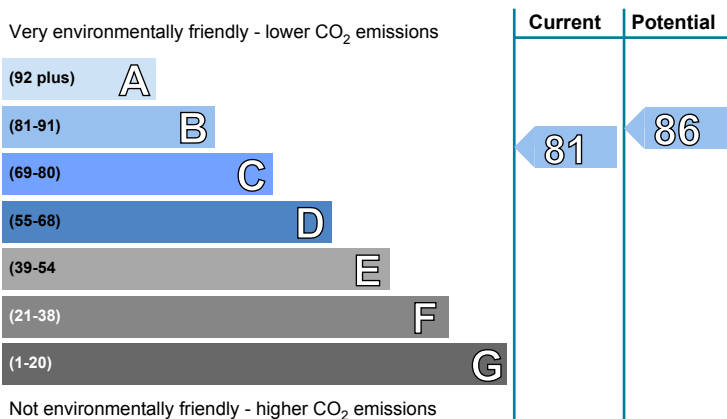 Very environmentally friendly - lower CO2 emissions
Current
Potential
(92 plus) A
(81-91) B
(69-80) C
(55-68) D
(39-54 E
(21-38) F
(1-20) G
81
86
Not environmentally friendly - higher CO2 emissions